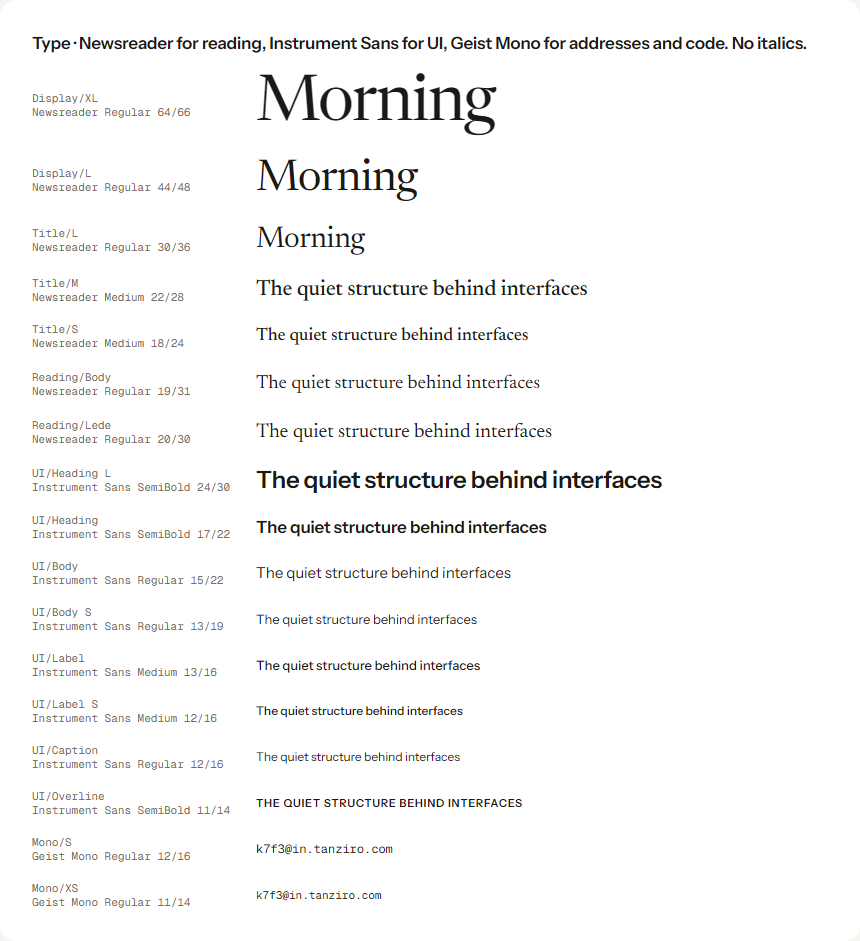 Type · Newsreader for reading, Instrument Sans for UI, Geist Mono for addresses and code. No italics.
Display/XL
Newsreader Regular 64/66
Morning
Display/L
Newsreader Regular 44/48
Morning
Title/L
Newsreader Regular 30/36
Morning
Title/M
Newsreader Medium 22/28
The quiet structure behind interfaces
Title/S
Newsreader Medium 18/24
The quiet structure behind interfaces
Reading/Body
Newsreader Regular 19/31
The quiet structure behind interfaces
Reading/Lede
Newsreader Regular 20/30
The quiet structure behind interfaces
UI/Heading L
Instrument Sans SemiBold 24/30
The quiet structure behind interfaces
UI/Heading
Instrument Sans SemiBold 17/22
The quiet structure behind interfaces
UI/Body
Instrument Sans Regular 15/22
The quiet structure behind interfaces
UI/Body S
Instrument Sans Regular 13/19
The quiet structure behind interfaces
UI/Label
Instrument Sans Medium 13/16
The quiet structure behind interfaces
UI/Label S
Instrument Sans Medium 12/16
The quiet structure behind interfaces
UI/Caption
Instrument Sans Regular 12/16
The quiet structure behind interfaces
UI/Overline
Instrument Sans SemiBold 11/14
THE QUIET STRUCTURE BEHIND INTERFACES
Mono/S
Geist Mono Regular 12/16
k7f3@in.tanziro.com
Mono/XS
Geist Mono Regular 11/14
k7f3@in.tanziro.com